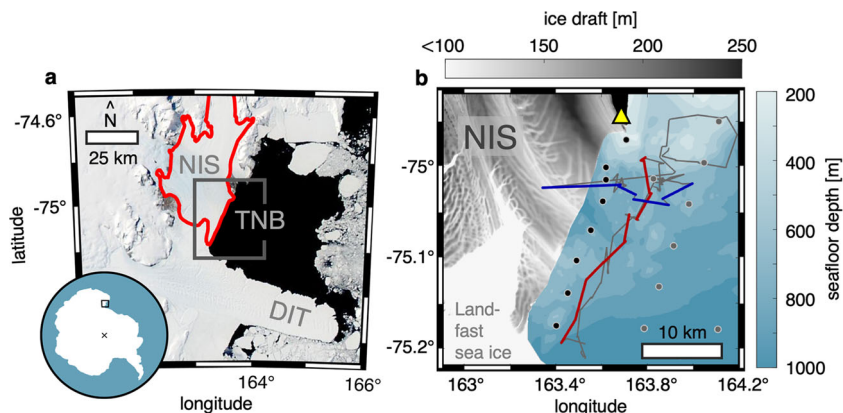 ice draft [m]
<100
150
200
250
a
b
-74.6°
-75°
latitude
N
25 km
NIS
TNB
DIT
×
164°
166°
longitude
NIS
-75°
-75.1°
-75.2°
Land-
fast
sea ice
10 km
163°
163.4°
163.8°
164.2°
longitude
200
400
600
800
1000
seafloor depth [m]